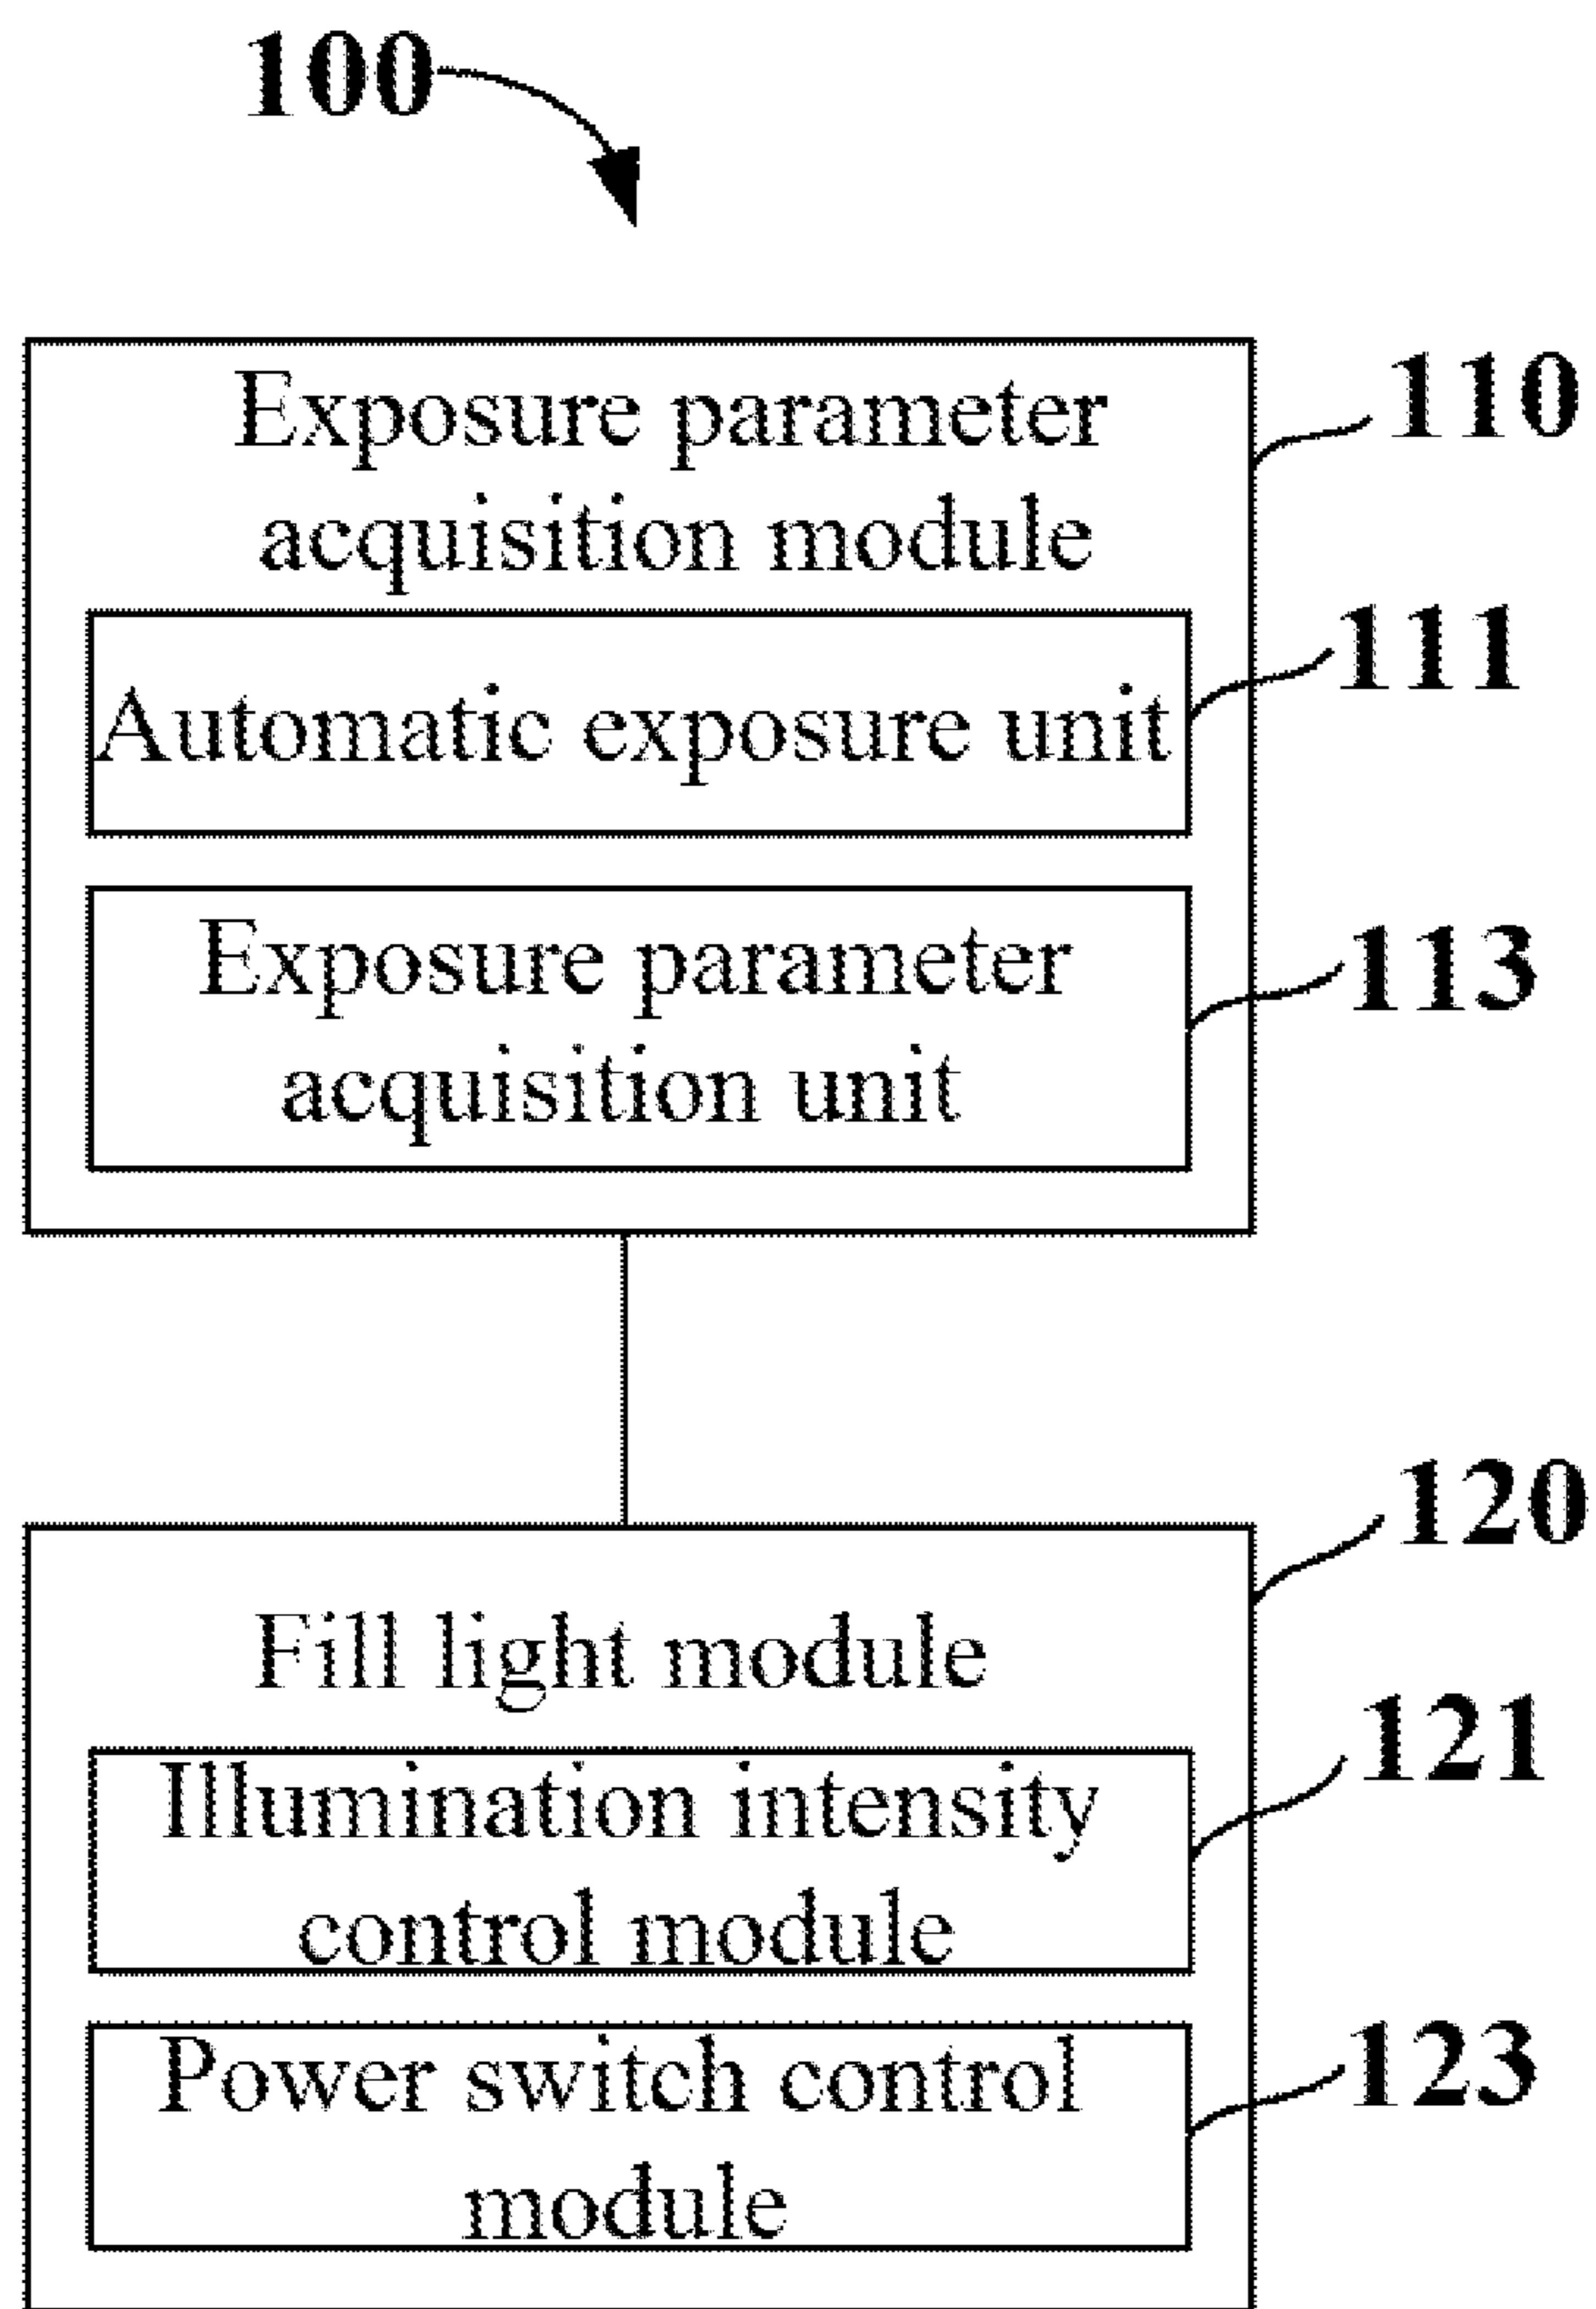 100
Exposure parameter
acquisition module
110
Automatic exposure unit
111
Exposure parameter
acquisition unit
113
Fill light module
120
Illumination intensity
control module
121
Power switch control
module
123